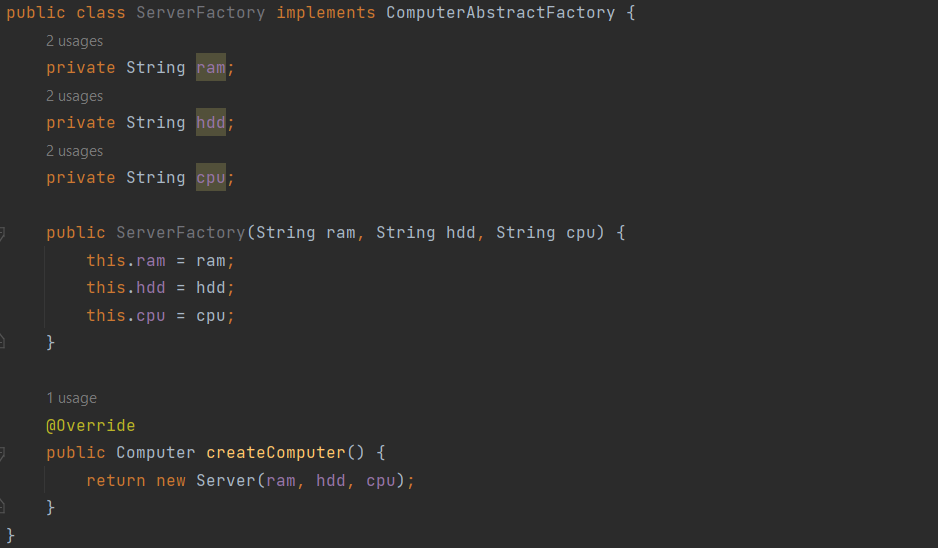 public class ServerFactory implements ComputerAbstractFactory {
2 usages
private String ram;
2 usages
private String hdd;
2 usages
private String cpu;
public ServerFactory(String ram, String hdd, String cpu) {
this.ram = ram;
this.hdd = hdd;
this.cpu = cpu;
}
1 usage
@Override
public Computer createComputer() {
return new Server(ram, hdd, cpu);
}
}